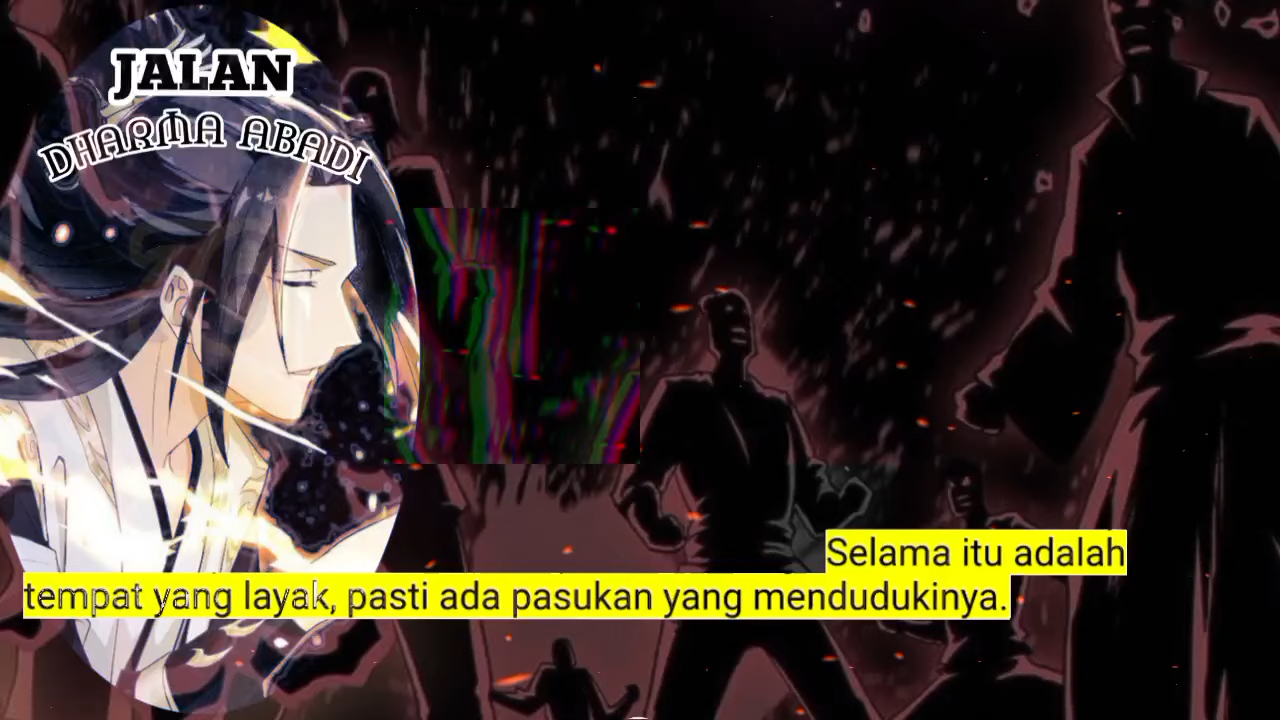 JALAN
DHARMA ABADI
Selama itu adalah
tempat yang layak, pasti ada pasukan yang mendudukinya.